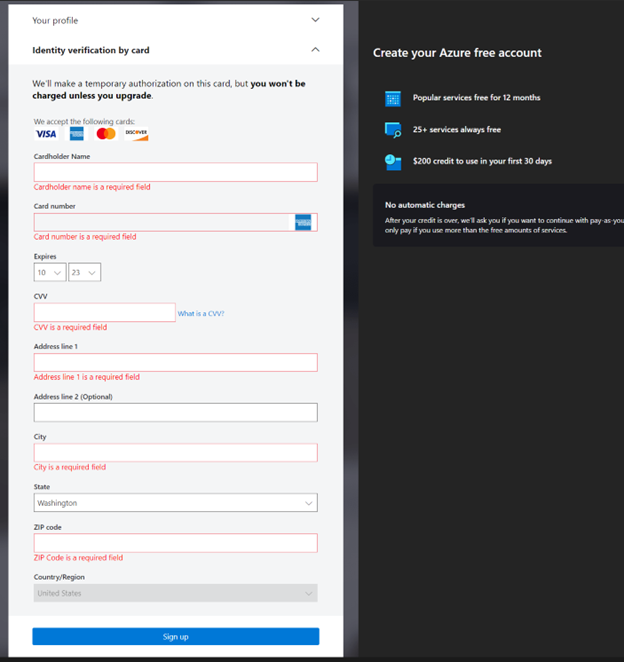 Your profile
Identity verification by card
We'll make a temporary authorization on this card, but you won't be
charged unless you upgrade.
We accept the following cards:
VISA AMERICAN EXPRESS DISCOVER
Cardholder Name
Cardholder name is a required field
Card number
Card number is a required field
Expires
10 23
CVV
What is a CVV?
CVV is a required field
Address line 1
Address line 1 is a required field
Address line 2 (Optional)
City
City is a required field
State
Washington
ZIP code
ZIP Code is a required field
Country/Region
United States
Sign up
Create your Azure free account
Popular services free for 12 months
25+ services always free
$200 credit to use in your first 30 days
No automatic charges
After your credit is over, we'll ask you if you want to continue with pay-as-you
only pay if you use more than the free amounts of services.